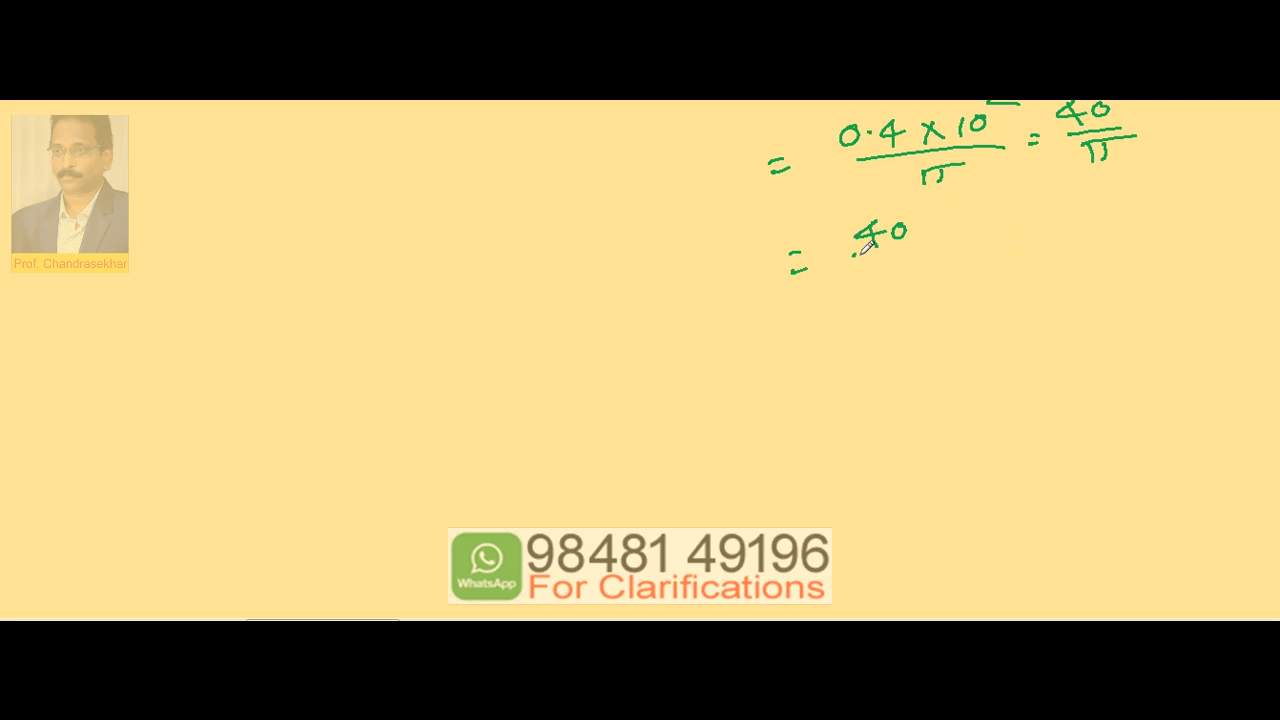 = 0.4 × 10 / π = 40 / π
= 40
Prof. Chandrasekhar
98481 49196
WhatsApp
For Clarifications